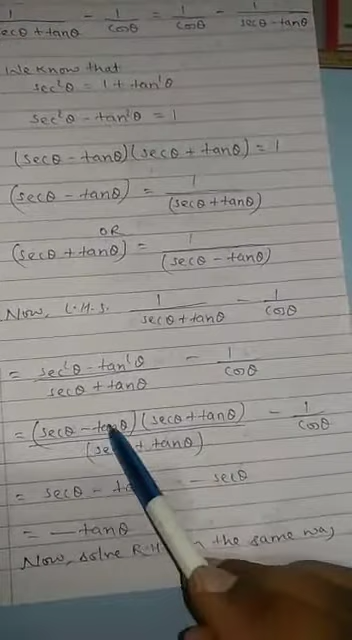 1/(secθ + tanθ) - 1/cosθ = 1/cosθ - 1/(secθ - tanθ)
We know that
sec²θ = 1 + tan²θ
sec²θ - tan²θ = 1
(secθ - tanθ)(secθ + tanθ) = 1
(secθ - tanθ) = 1/(secθ + tanθ)
OR
(secθ + tanθ) = 1/(secθ - tanθ)
Now, L.H.S. 1/(secθ + tanθ) - 1/cosθ
= (sec²θ - tan²θ)/(secθ + tanθ) - 1/cosθ
= (secθ - tanθ)(secθ + tanθ)/(sec + tanθ) - 1/cosθ
= secθ - - secθ
= - tanθ
Now, solve R.H the same way